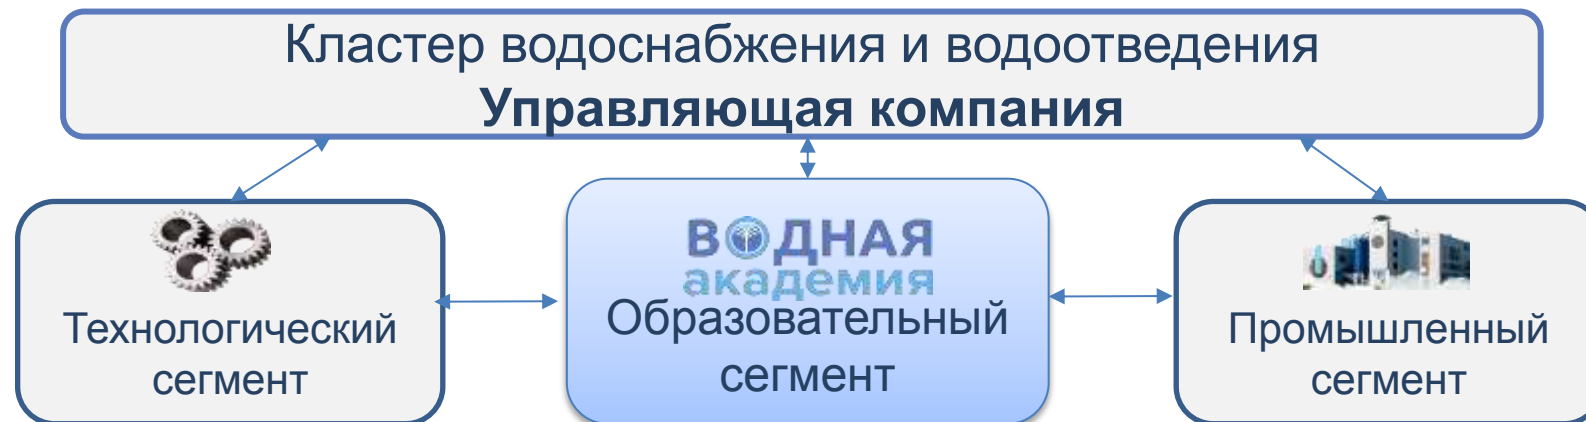 Кластер водоснабжения и водоотведения
Управляющая компания
ВОДНАЯ
академия
Технологический
сегмент
Образовательный
сегмент
Промышленный
сегмент